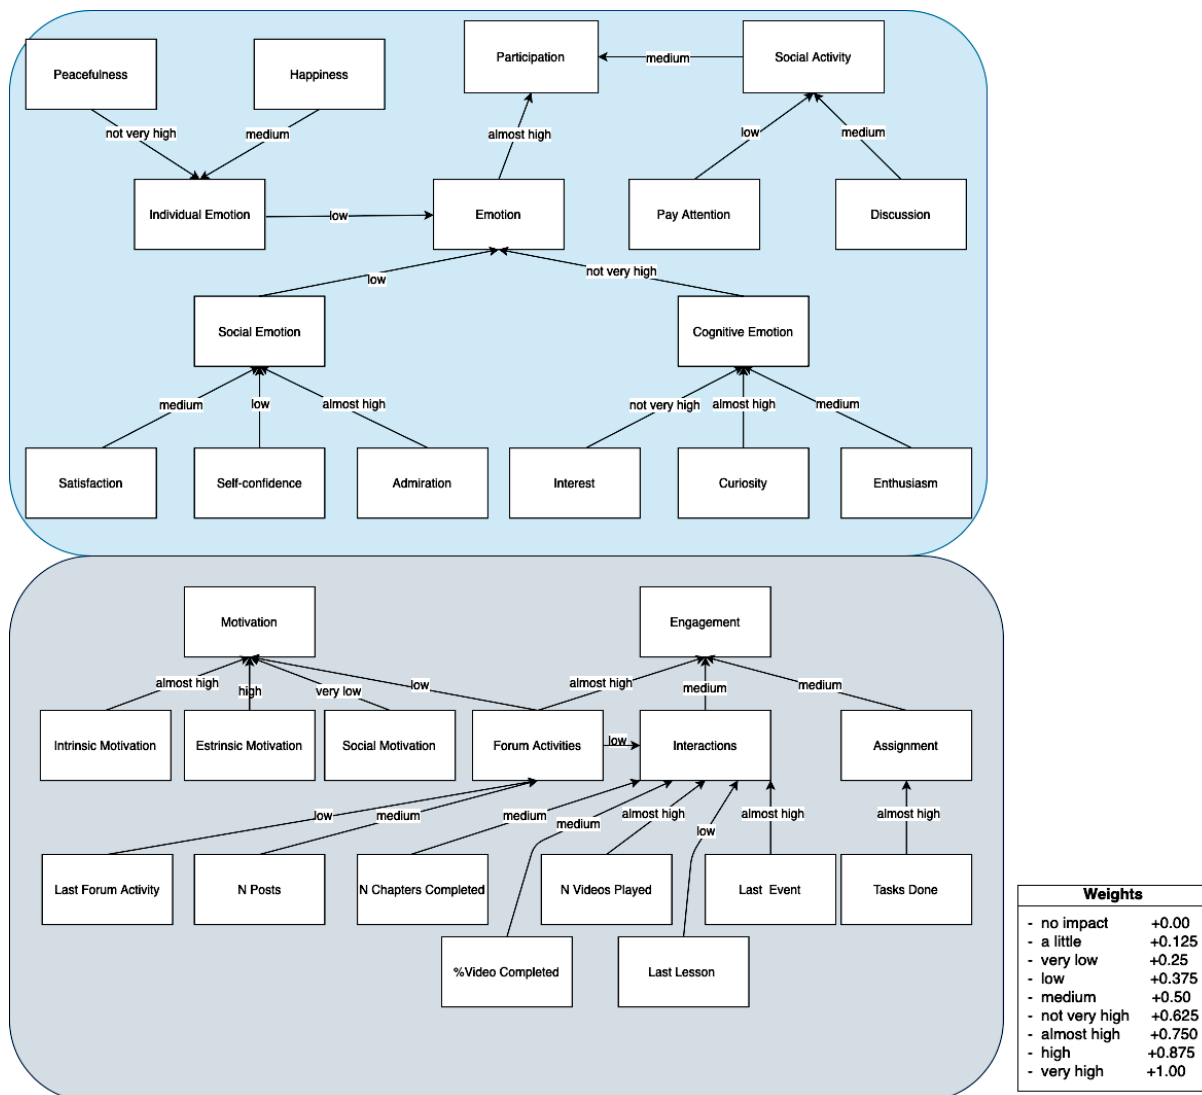 Participation
Social Activity
Peacefulness
Happiness
medium
not very high
medium
almost high
low
medium
Individual Emotion
low
Emotion
Pay Attention
Discussion
low
not very high
Social Emotion
Cognitive Emotion
medium
low
almost high
not very high
almost high
medium
Satisfaction
Self-confidence
Admiration
Interest
Curiosity
Enthusiasm
Motivation
Engagement
almost high
high
very low
low
almost high
medium
medium
Intrinsic Motivation
Estrinsic Motivation
Social Motivation
Forum Activities
low
Interactions
Assignment
low
medium
medium
medium
almost high
low
almost high
almost high
Last Forum Activity
N Posts
N Chapters Completed
N Videos Played
Last Event
Tasks Done
%Video Completed
Last Lesson
Weights
- no impact +0.00
- a little +0.125
- very low +0.25
- low +0.375
- medium +0.50
- not very high +0.625
- almost high +0.750
- high +0.875
- very high +1.00